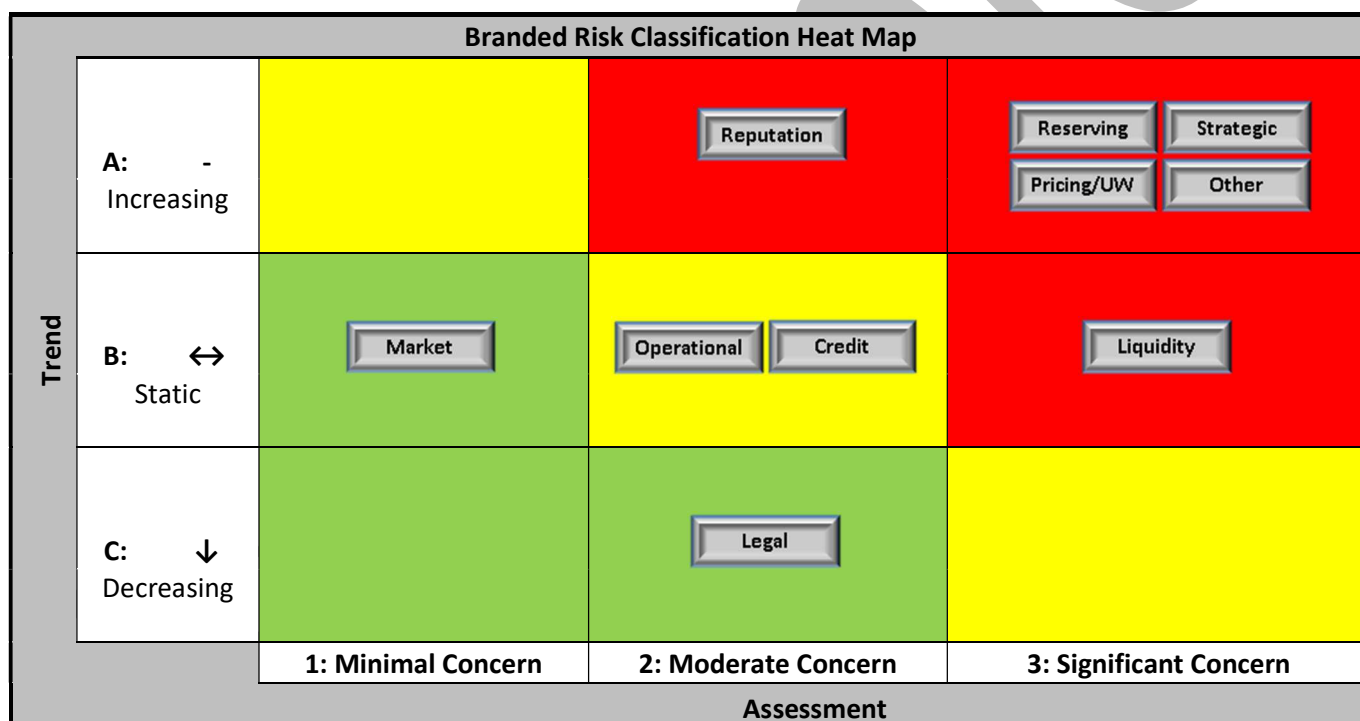 Branded Risk Classification Heat Map
Trend
A: -
Increasing
Reputation
Reserving Strategic
Pricing/UW Other
B: ↔
Static
Market
Operational Credit
Liquidity
C: ↓
Decreasing
Legal
1: Minimal Concern 2: Moderate Concern 3: Significant Concern
Assessment